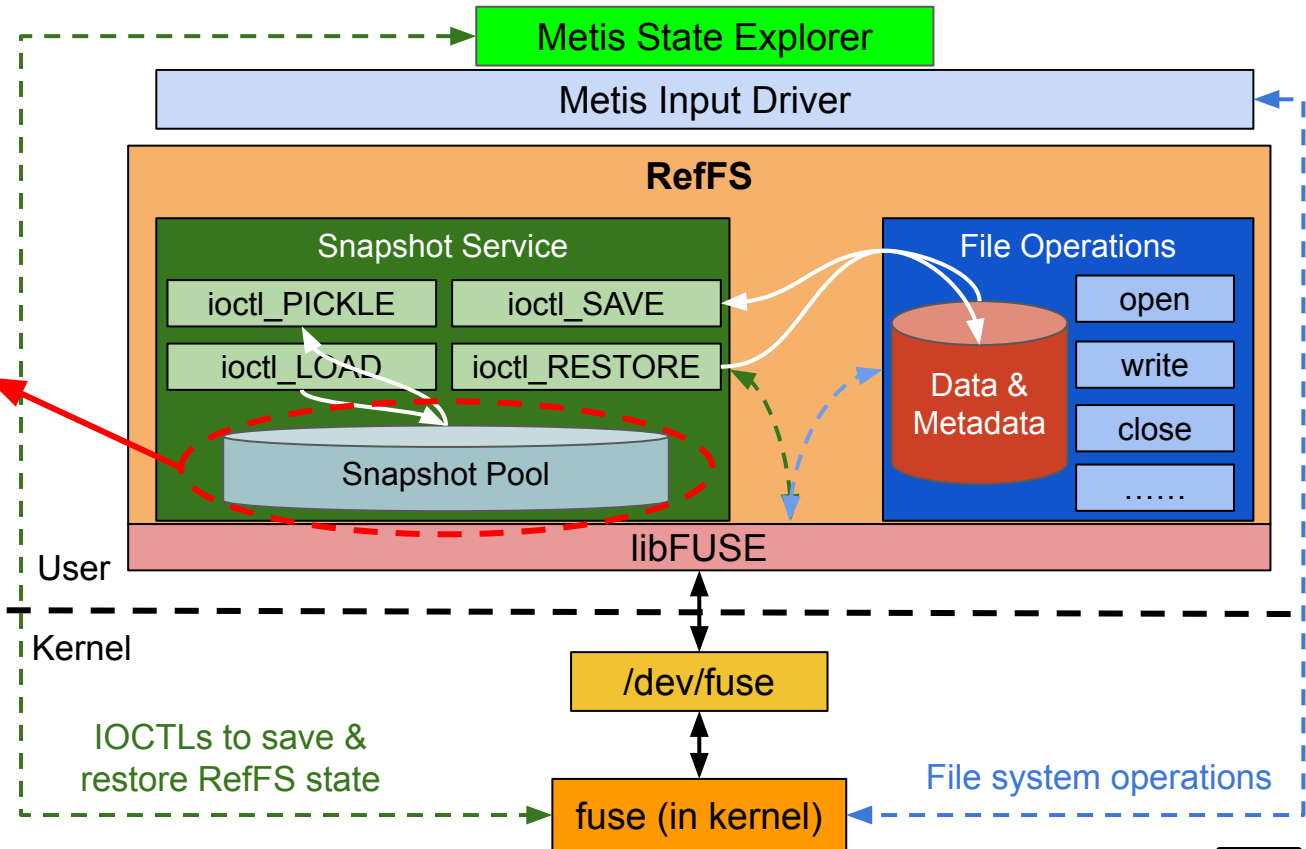 Metis State Explorer
Metis Input Driver
RefFS
Snapshot Service
ioctl_PICKLE
ioctl_SAVE
ioctl_LOAD
ioctl_RESTORE
Snapshot Pool
File Operations
Data &
Metadata
open
write
close
......
libFUSE
User
Kernel
/dev/fuse
IOCTLs to save &
restore RefFS state
File system operations
fuse (in kernel)